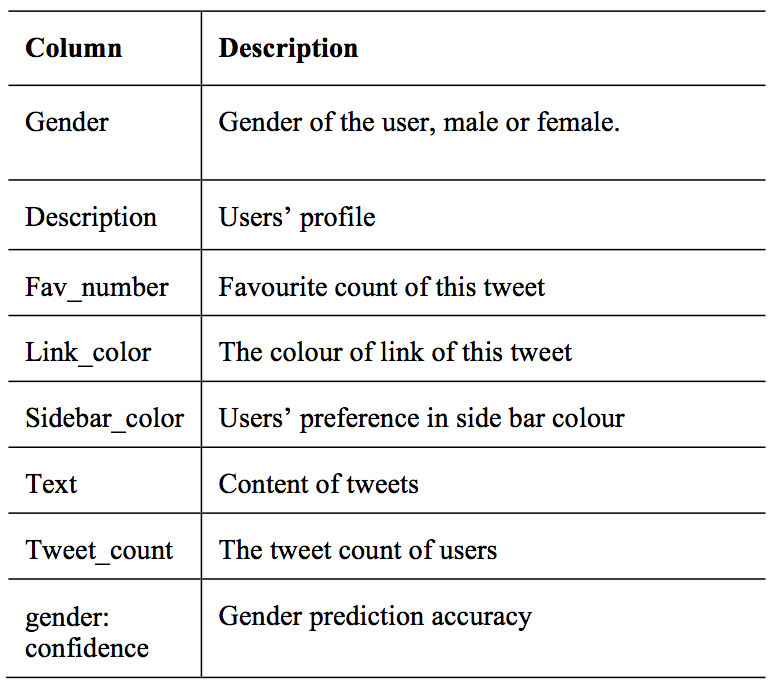 Column Description
Gender Gender of the user, male or female.
Description Users’ profile
Fav_number Favourite count of this tweet
Link_color The colour of link of this tweet
Sidebar_color Users’ preference in side bar colour
Text Content of tweets
Tweet_count The tweet count of users
gender: Gender prediction accuracy
confidence